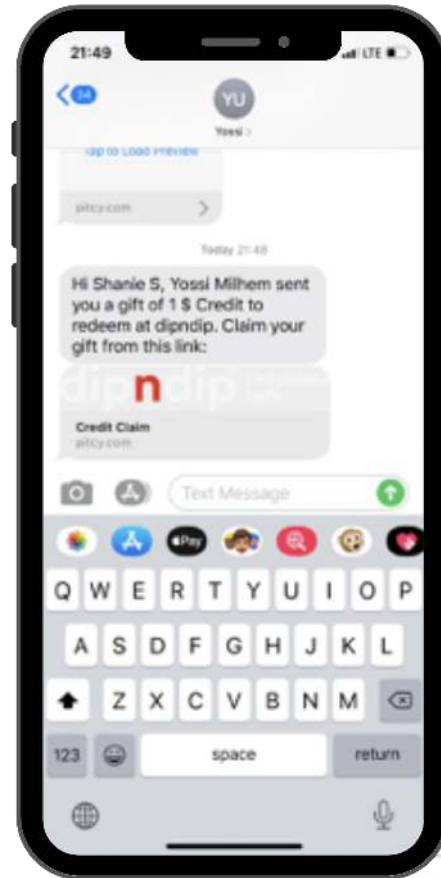 21:49
LTE
34
YU
Yossi >
Tap to Load Preview
pitcy.com
Today 21:48
Hi Shanie S, Yossi Milhem sent
you a gift of 1 $ Credit to
redeem at dipndip. Claim your
gift from this link:
dipndip
Credit Claim
pitcy.com
Text Message
Pay
Q W E R T Y U I O P
A S D F G H J K L
Z X C V B N M
123
space
return